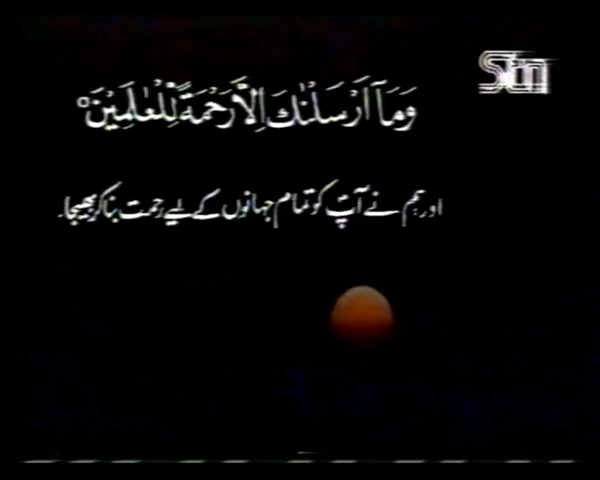 Stn
وَمَآ اَرْسَلْنٰكَ اِلَّا رَحْمَةً لِّلْعٰلَمِيْنَ ○
اور ہم نے آپؐ کو تمام جہانوں کے لیے رحمت بنا کر بھیجا۔